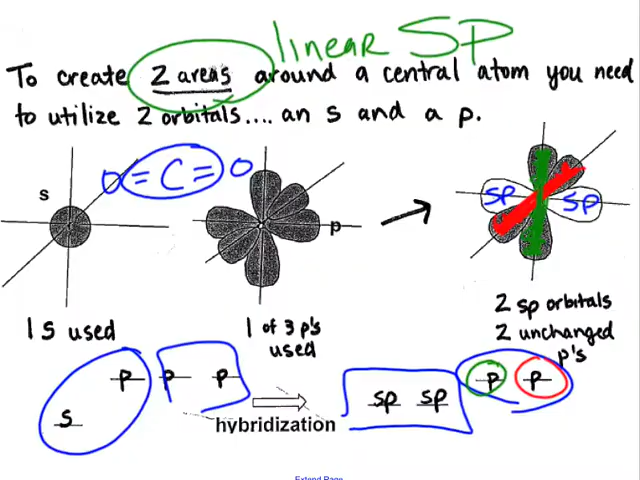 linear SP
To create 2 areas around a central atom you need
to utilize 2 orbitals.... an s and a p.
s
O=C=O
p
sp sp
1 s used
1 of 3 p's
used
2 sp orbitals
2 unchanged
p's
p p p
s
sp sp
p p
hybridization
Extend Page